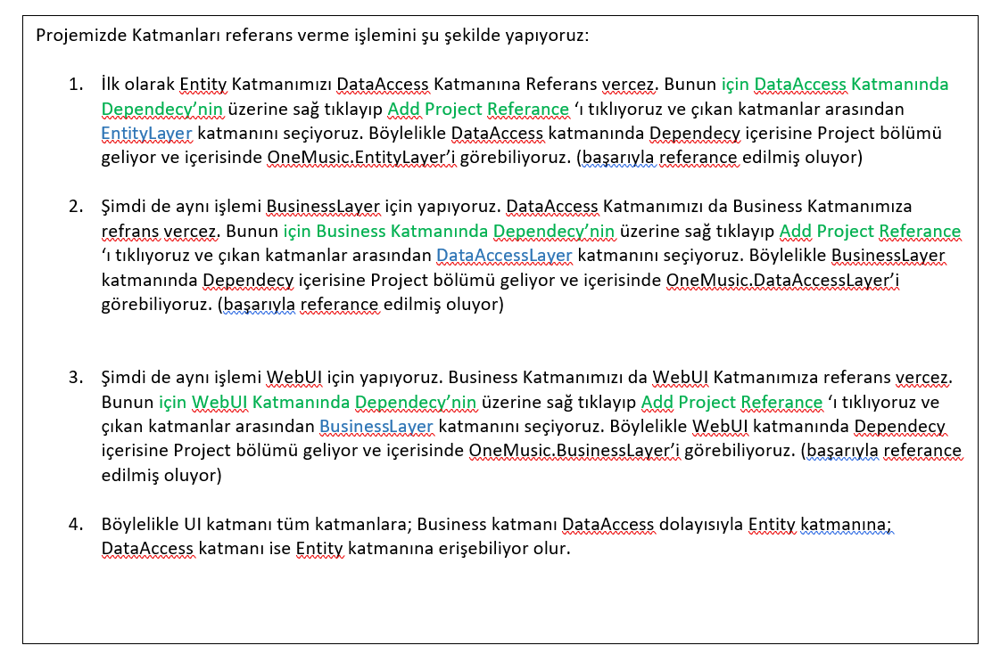 Projemizde Katmanları referans verme işlemini şu şekilde yapıyoruz:
1. İlk olarak Entity Katmanımızı DataAccess Katmanına Referans vercez. Bunun için DataAccess Katmanında
Dependecy’nin üzerine sağ tıklayıp Add Project Referance ‘ı tıklıyoruz ve çıkan katmanlar arasından
EntityLayer katmanını seçiyoruz. Böylelikle DataAccess katmanında Dependecy içerisine Project bölümü
geliyor ve içerisinde OneMusic.EntityLayer’i görebiliyoruz. (başarıyla referance edilmiş oluyor)
2. Şimdi de aynı işlemi BusinessLayer için yapıyoruz. DataAccess Katmanımızı da Business Katmanımıza
refrans vercez. Bunun için Business Katmanında Dependecy’nin üzerine sağ tıklayıp Add Project Referance
‘ı tıklıyoruz ve çıkan katmanlar arasından DataAccessLayer katmanını seçiyoruz. Böylelikle BusinessLayer
katmanında Dependecy içerisine Project bölümü geliyor ve içerisinde OneMusic.DataAccessLayer’i
görebiliyoruz. (başarıyla referance edilmiş oluyor)
3. Şimdi de aynı işlemi WebUI için yapıyoruz. Business Katmanımızı da WebUI Katmanımıza referans vercez.
Bunun için WebUI Katmanında Dependecy’nin üzerine sağ tıklayıp Add Project Referance ‘ı tıklıyoruz ve
çıkan katmanlar arasından BusinessLayer katmanını seçiyoruz. Böylelikle WebUI katmanında Dependecy
içerisine Project bölümü geliyor ve içerisinde OneMusic.BusinessLayer’i görebiliyoruz. (başarıyla referance
edilmiş oluyor)
4. Böylelikle UI katmanı tüm katmanlara; Business katmanı DataAccess dolayısıyla Entity katmanına;
DataAccess katmanı ise Entity katmanına erişebiliyor olur.